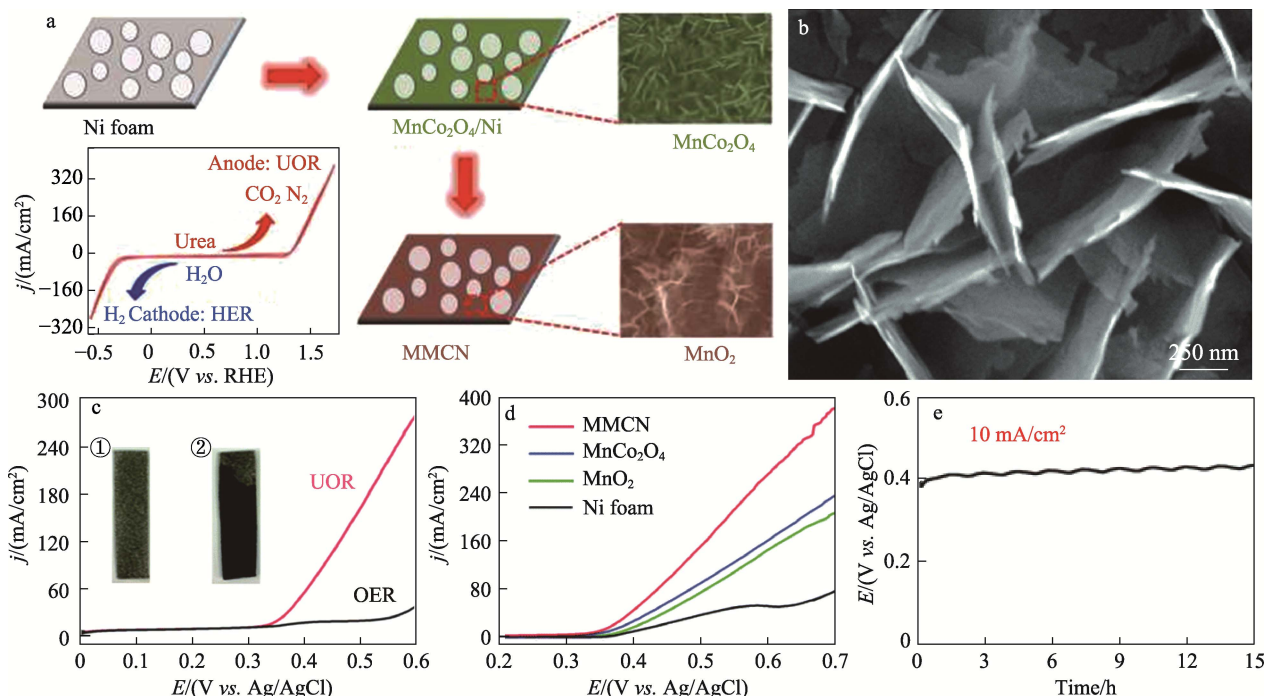 a
Ni foam
MnCo₂O₄/Ni
MnCo₂O₄
j/(mA/cm²)
320
160
0
−160
−320
Anode: UOR
CO₂ N₂
Urea
H₂O
H₂ Cathode: HER
−0.5 0 0.5 1.0 1.5
E/(V vs. RHE)
MMCN
MnO₂
b
250 nm
c
j/(mA/cm²)
300
240
180
120
60
0
① ②
UOR
OER
0 0.1 0.2 0.3 0.4 0.5 0.6
E/(V vs. Ag/AgCl)
d
j/(mA/cm²)
400
320
240
160
80
0
MMCN
MnCo₂O₄
MnO₂
Ni foam
0.2 0.3 0.4 0.5 0.6 0.7
E/(V vs. Ag/AgCl)
e
E/(V vs. Ag/AgCl)
0.6
0.4
0.2
0
10 mA/cm²
0 3 6 9 12 15
Time/h